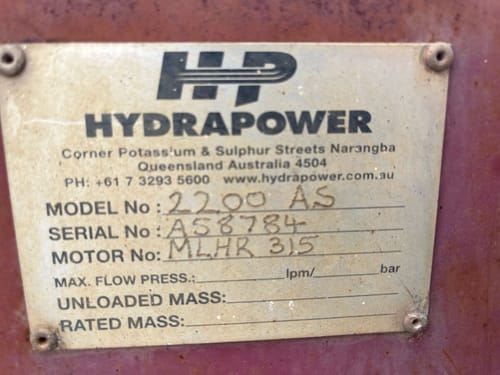 HP
HYDRAPOWER
Corner Potassium & Sulphur Streets Narangba
Queensland Australia 4504
PH: +61 7 3293 5600 www.hydrapower.com.au
MODEL No : 2200 AS
SERIAL No : AS8784
MOTOR No: MLHR 315
MAX. FLOW PRESS.: lpm/ bar
UNLOADED MASS:
RATED MASS: